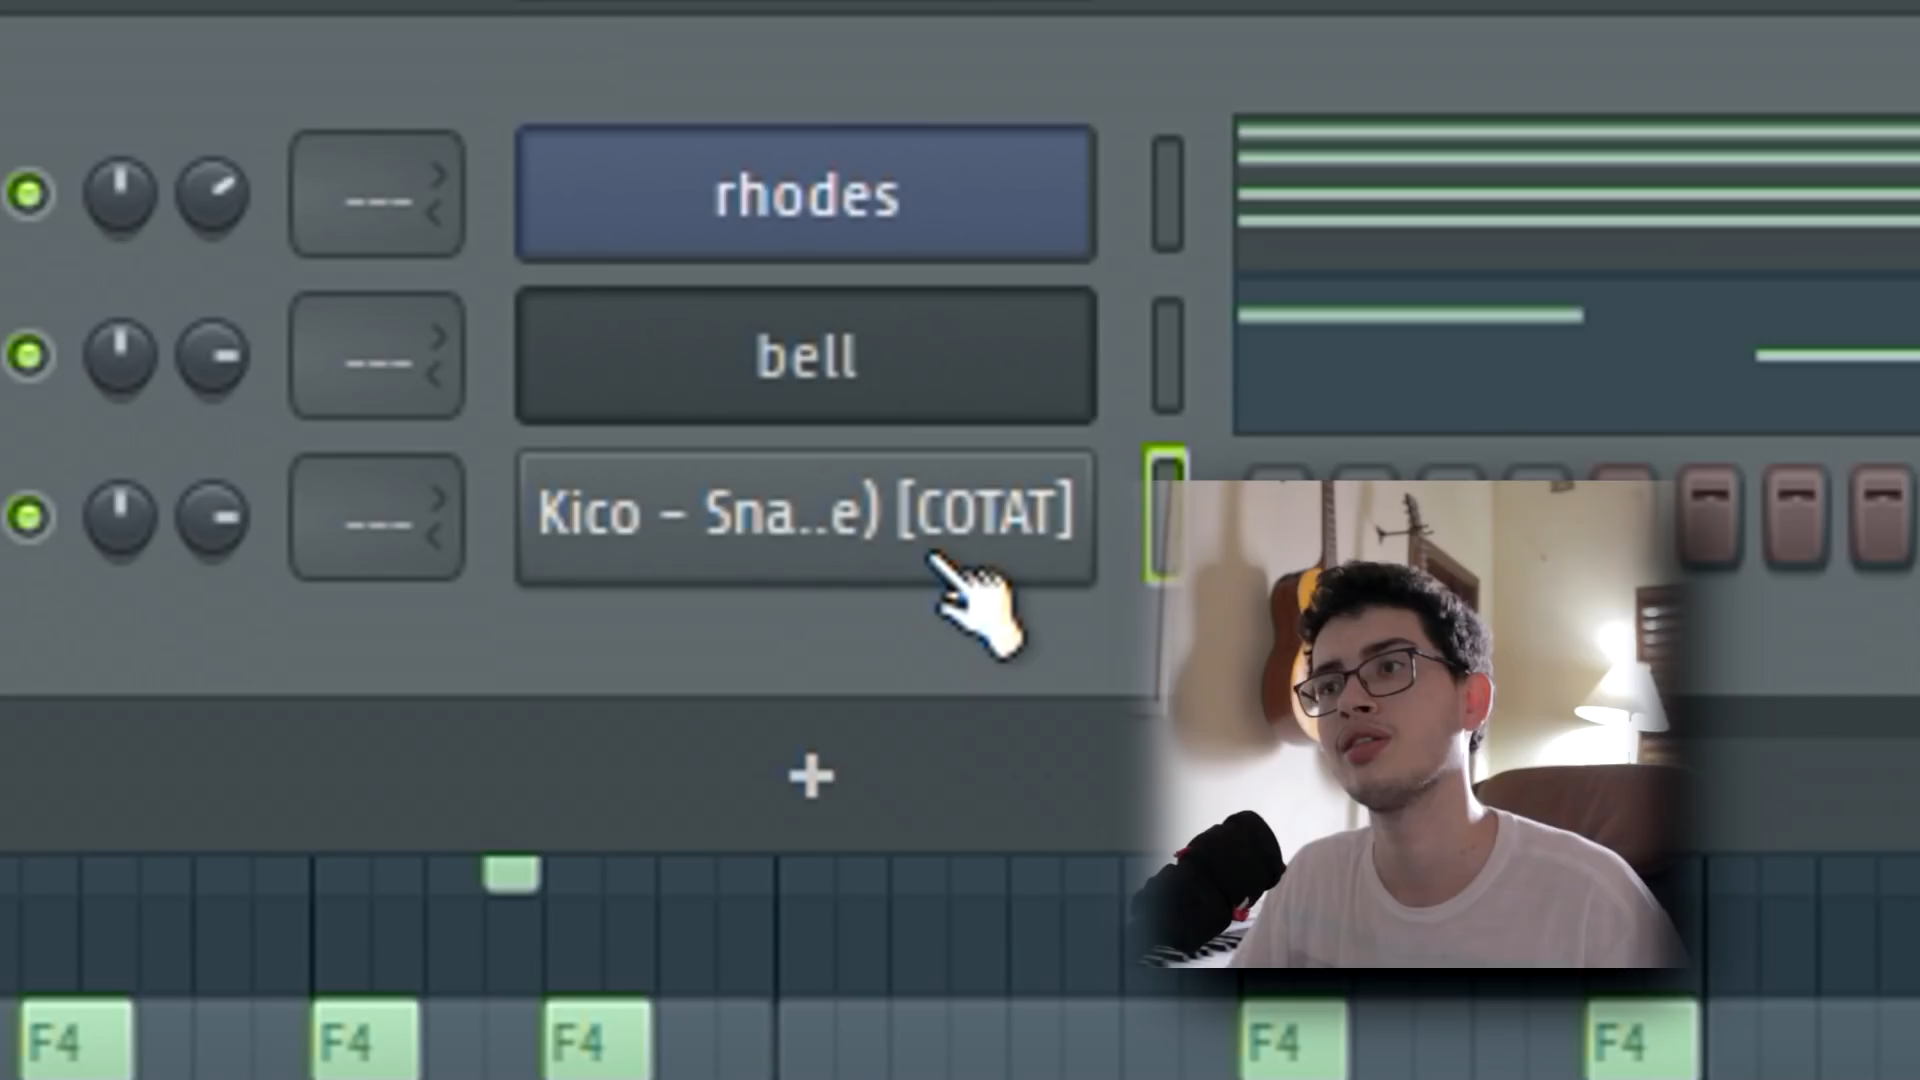 ---
rhodes
---
bell
---
Kico - Sna..e) [COTAT]
+
F4
F4
F4
F4
F4